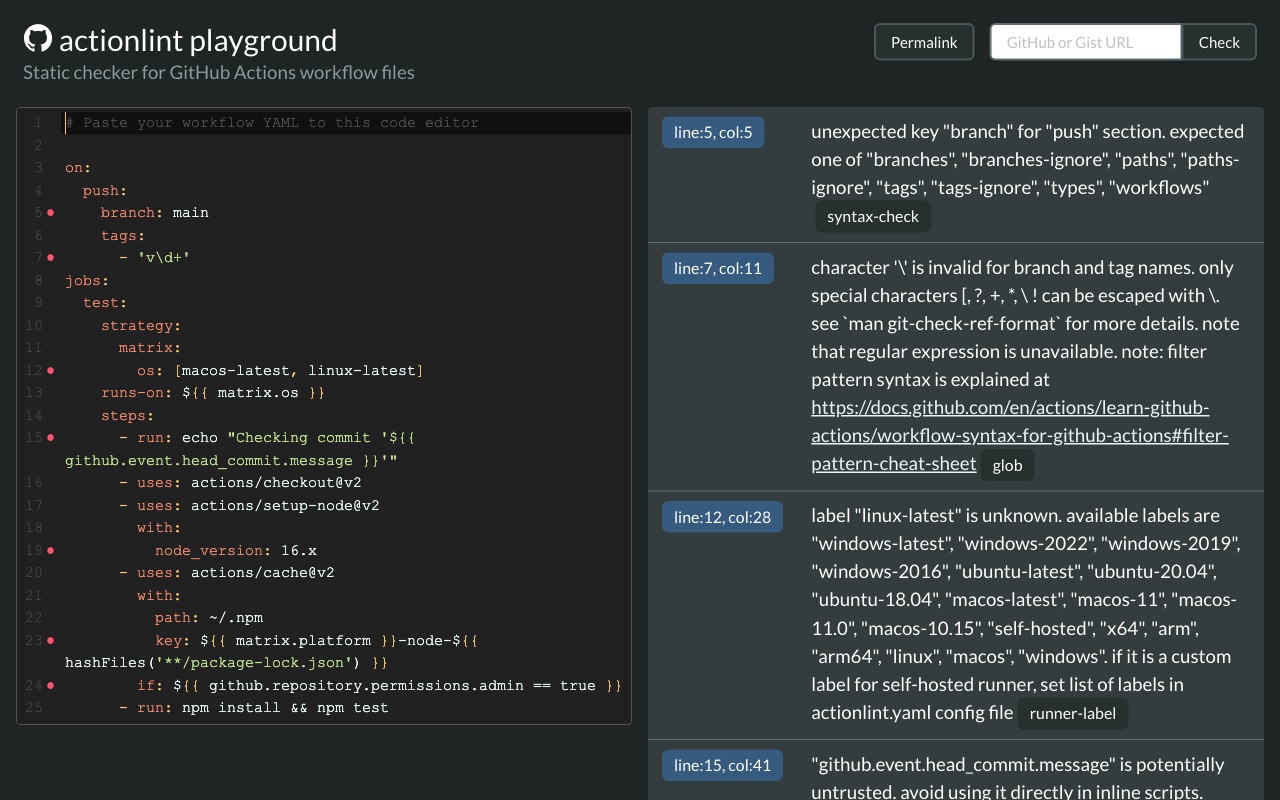 actionlint playground
Static checker for GitHub Actions workflow files
Permalink
GitHub or Gist URL
Check
1 # Paste your workflow YAML to this code editor
2
3 on:
4   push:
5     branch: main
6     tags:
7       - 'v\d+'
8 jobs:
9   test:
10     strategy:
11       matrix:
12         os: [macos-latest, linux-latest]
13     runs-on: ${{ matrix.os }}
14     steps:
15       - run: echo "Checking commit '${{
github.event.head_commit.message }}'"
16       - uses: actions/checkout@v2
17       - uses: actions/setup-node@v2
18         with:
19           node_version: 16.x
20       - uses: actions/cache@v2
21         with:
22           path: ~/.npm
23           key: ${{ matrix.platform }}-node-${{
hashFiles('**/package-lock.json') }}
24         if: ${{ github.repository.permissions.admin == true }}
25       - run: npm install && npm test
line:5, col:5
unexpected key "branch" for "push" section. expected
one of "branches", "branches-ignore", "paths", "paths-
ignore", "tags", "tags-ignore", "types", "workflows"
syntax-check
line:7, col:11
character '\' is invalid for branch and tag names. only
special characters [, ?, +, *, \ ! can be escaped with \.
see `man git-check-ref-format` for more details. note
that regular expression is unavailable. note: filter
pattern syntax is explained at
https://docs.github.com/en/actions/learn-github-
actions/workflow-syntax-for-github-actions#filter-
pattern-cheat-sheet glob
line:12, col:28
label "linux-latest" is unknown. available labels are
"windows-latest", "windows-2022", "windows-2019",
"windows-2016", "ubuntu-latest", "ubuntu-20.04",
"ubuntu-18.04", "macos-latest", "macos-11", "macos-
11.0", "macos-10.15", "self-hosted", "x64", "arm",
"arm64", "linux", "macos", "windows". if it is a custom
label for self-hosted runner, set list of labels in
actionlint.yaml config file runner-label
line:15, col:41
"github.event.head_commit.message" is potentially
untrusted. avoid using it directly in inline scripts.